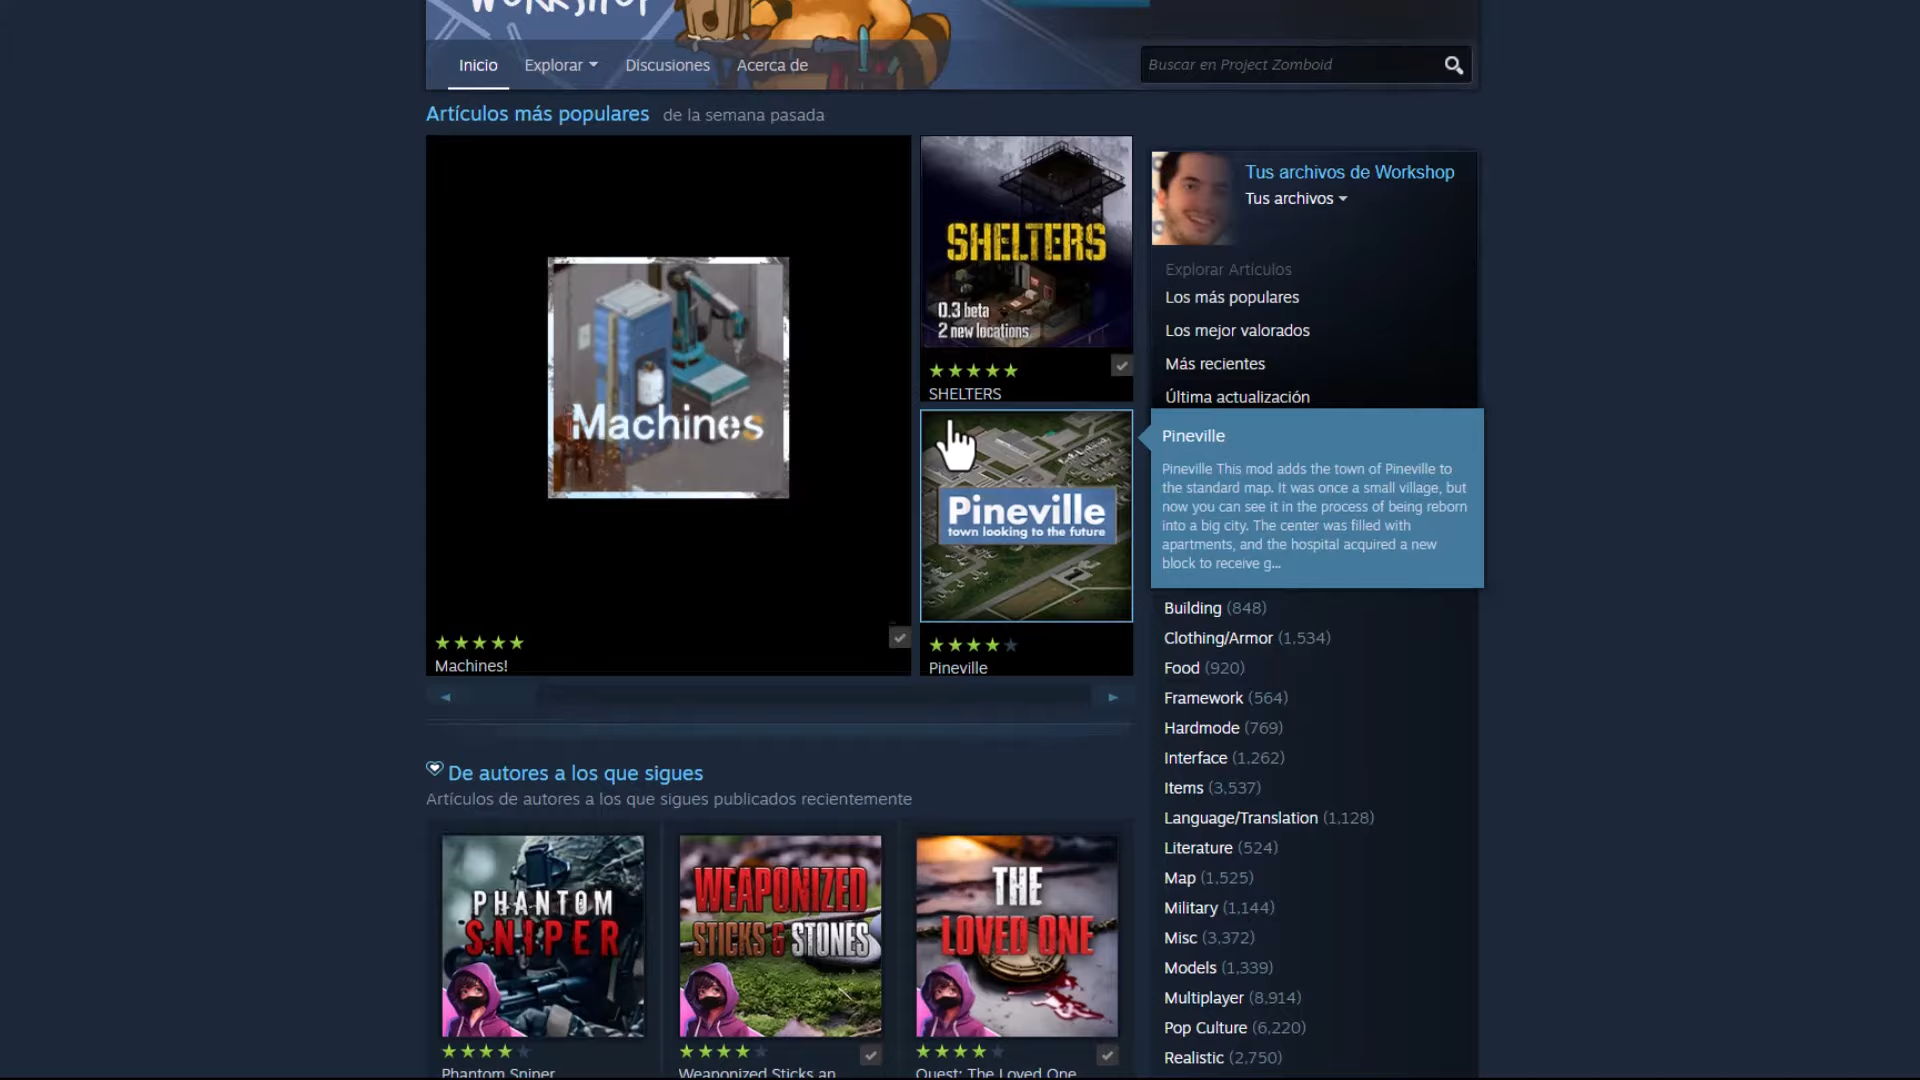 WORKSHOP
Inicio
Explorar
Discusiones
Acerca de
Buscar en Project Zomboid
Artículos más populares de la semana pasada
Machines
★★★★★
Machines!
SHELTERS
0.3 beta
2 new locations
SHELTERS
Pineville
town looking to the future
Pineville
Tus archivos de Workshop
Tus archivos
Explorar Artículos
Los más populares
Los mejor valorados
Más recientes
Última actualización
Pineville
Pineville This mod adds the town of Pineville to
the standard map. It was once a small village, but
now you can see it in the process of being reborn
into a big city. The center was filled with
apartments, and the hospital acquired a new
block to receive g...
Building (848)
Clothing/Armor (1,534)
Food (920)
Framework (564)
Hardmode (769)
Interface (1,262)
Items (3,537)
Language/Translation (1,128)
Literature (524)
Map (1,525)
Military (1,144)
Misc (3,372)
Models (1,339)
Multiplayer (8,914)
Pop Culture (6,220)
Realistic (2,750)
De autores a los que sigues
Artículos de autores a los que sigues publicados recientemente
PHANTOM
SNIPER
Phantom Sniper
WEAPONIZED
STICKS & STONES
Weaponized Sticks an
THE
LOVED ONE
Quest: The Loved One